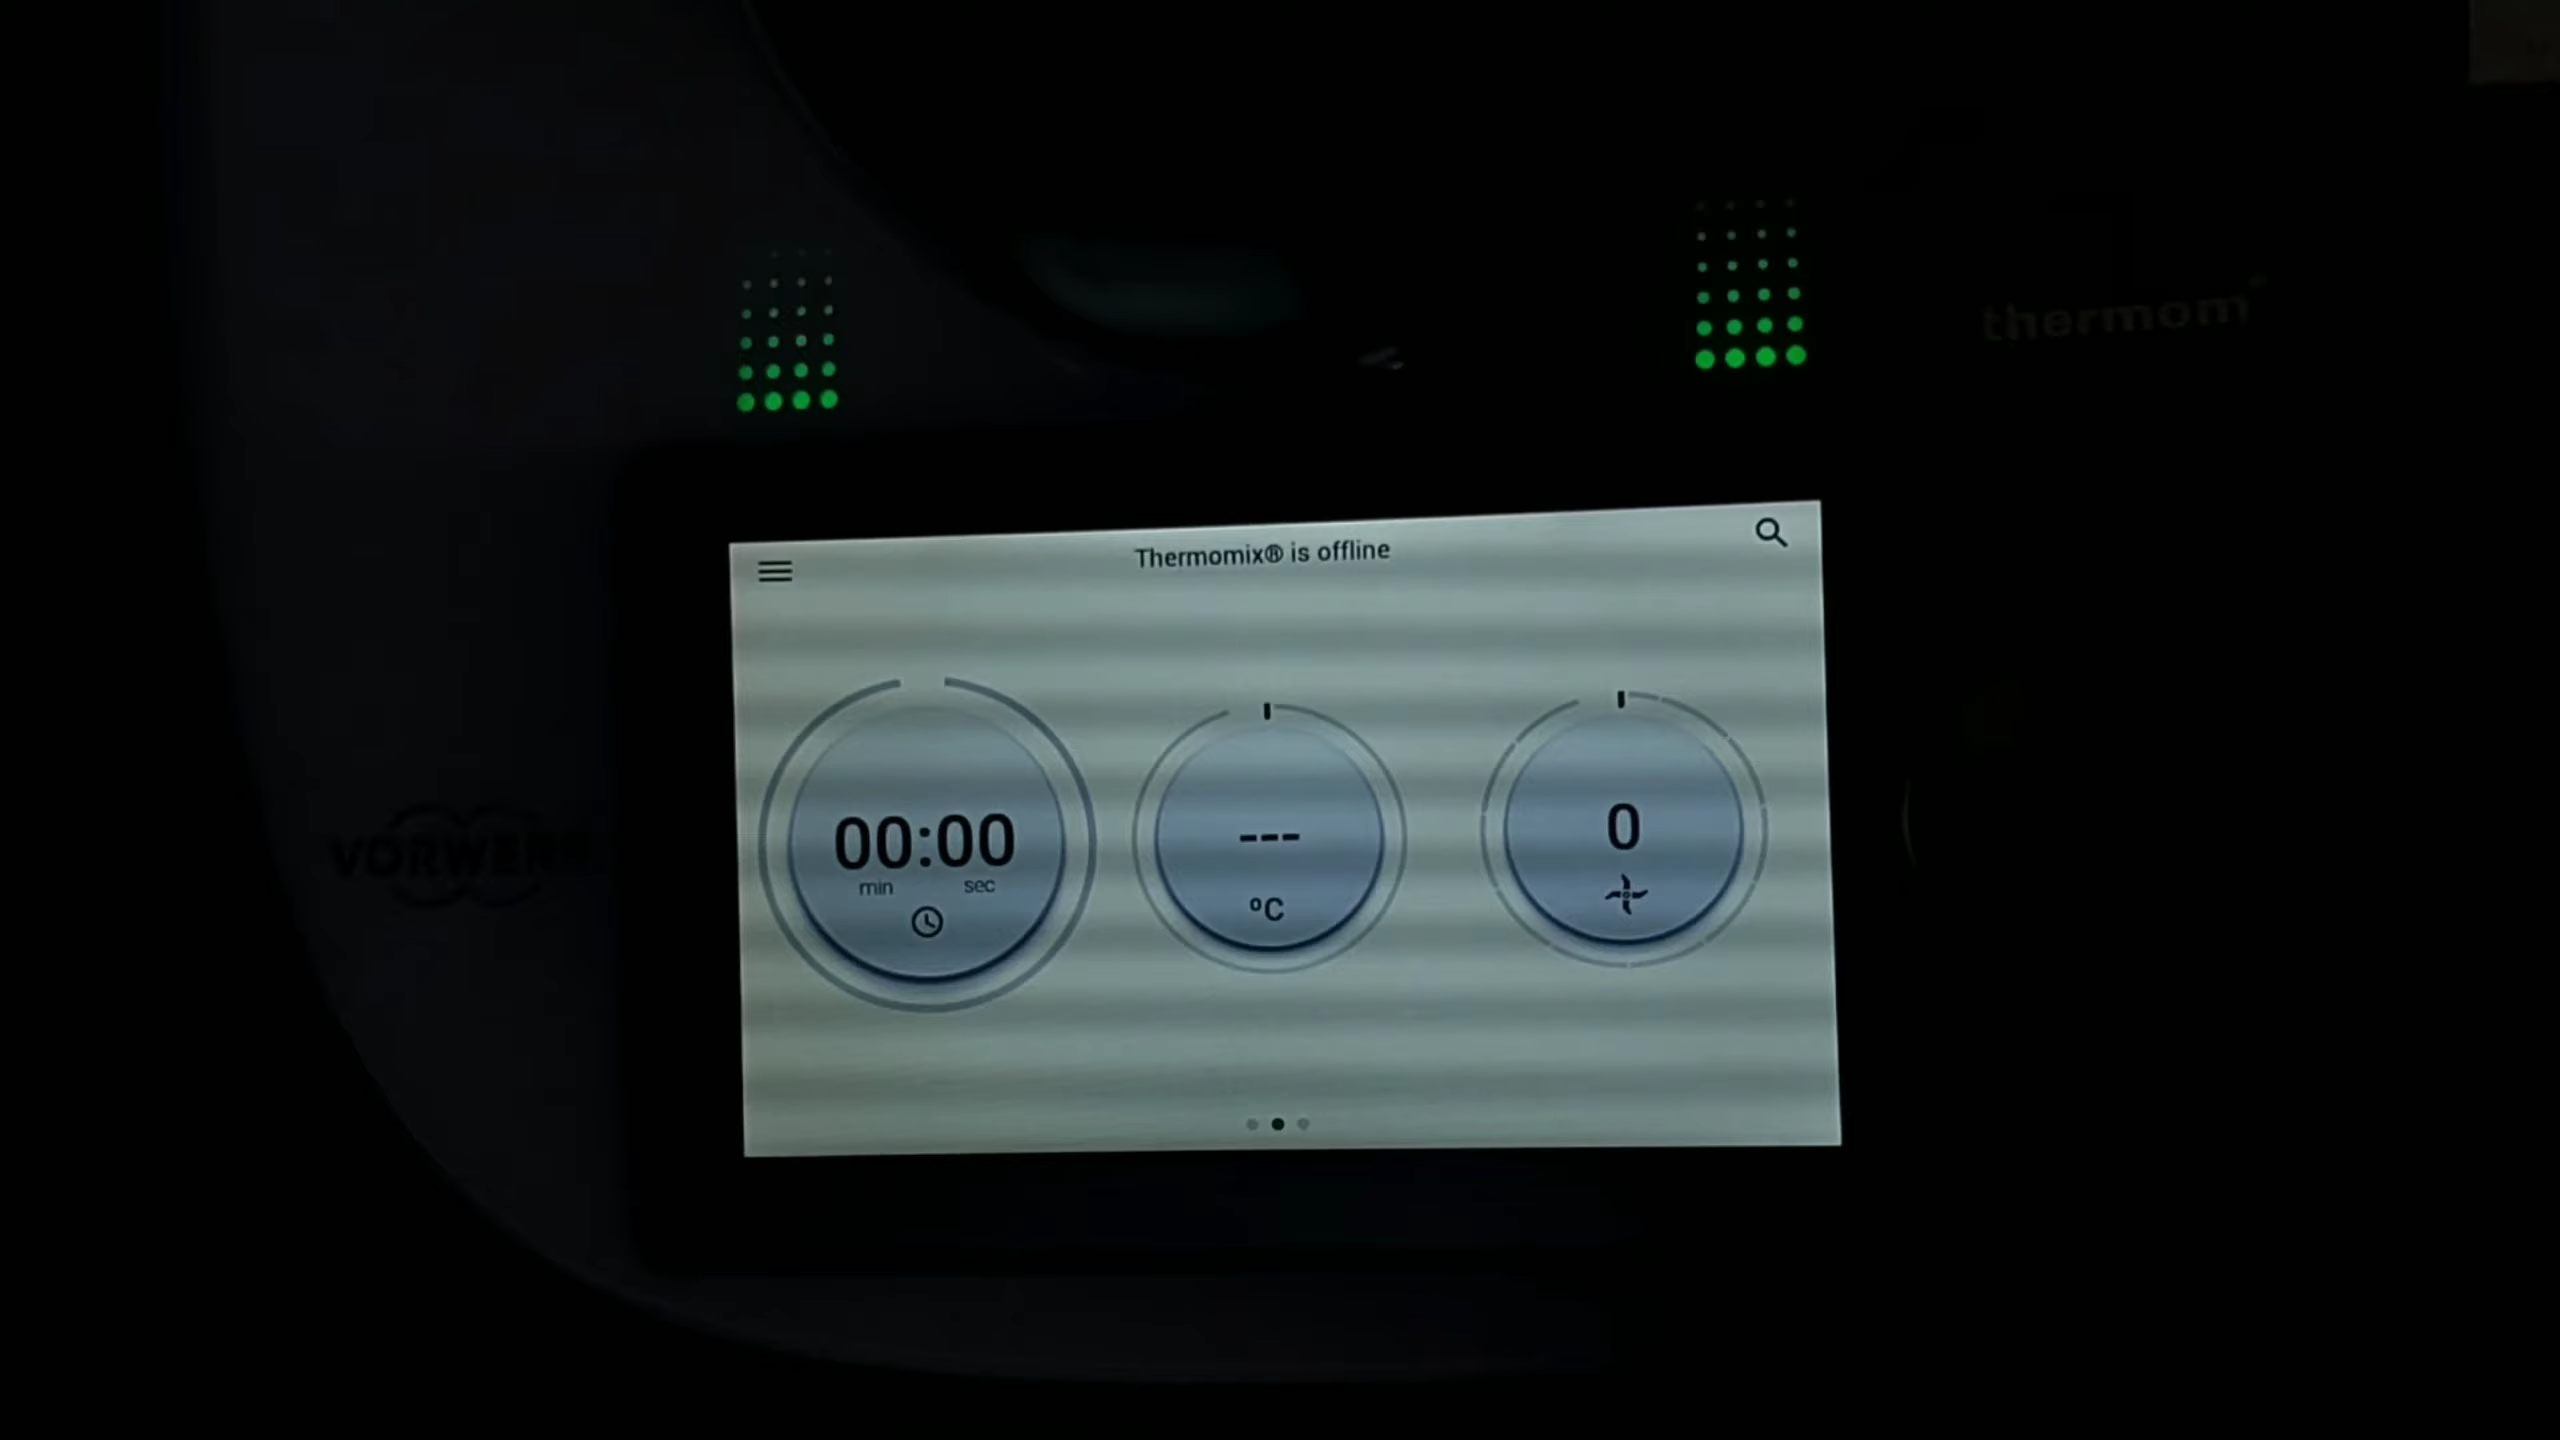 thermom
Thermomix® is offline
00:00
min sec
---
ºC
0
VORWERK